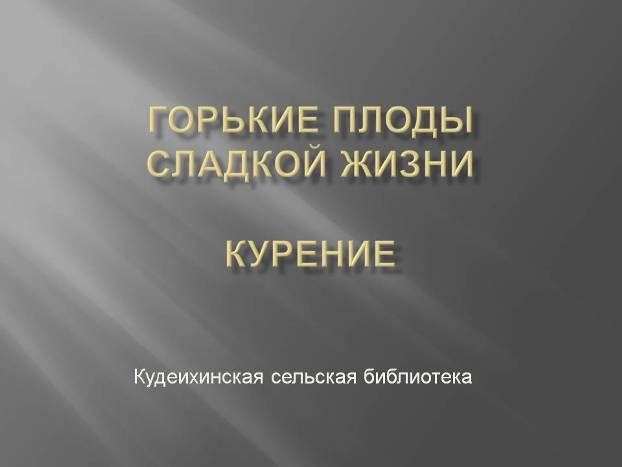 ГОРЬКИЕ ПЛОДЫ
СЛАДКОЙ ЖИЗНИ
КУРЕНИЕ
Кудеихинская сельская библиотека